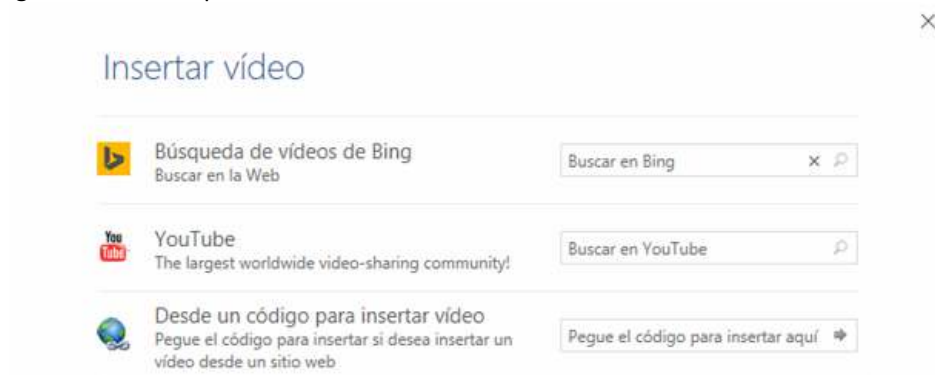 Insertar vídeo
Búsqueda de vídeos de Bing
Buscar en la Web
Buscar en Bing
You
Tube
YouTube
The largest worldwide video-sharing community!
Buscar en YouTube
Desde un código para insertar vídeo
Pegue el código para insertar si desea insertar un
vídeo desde un sitio web
Pegue el código para insertar aquí